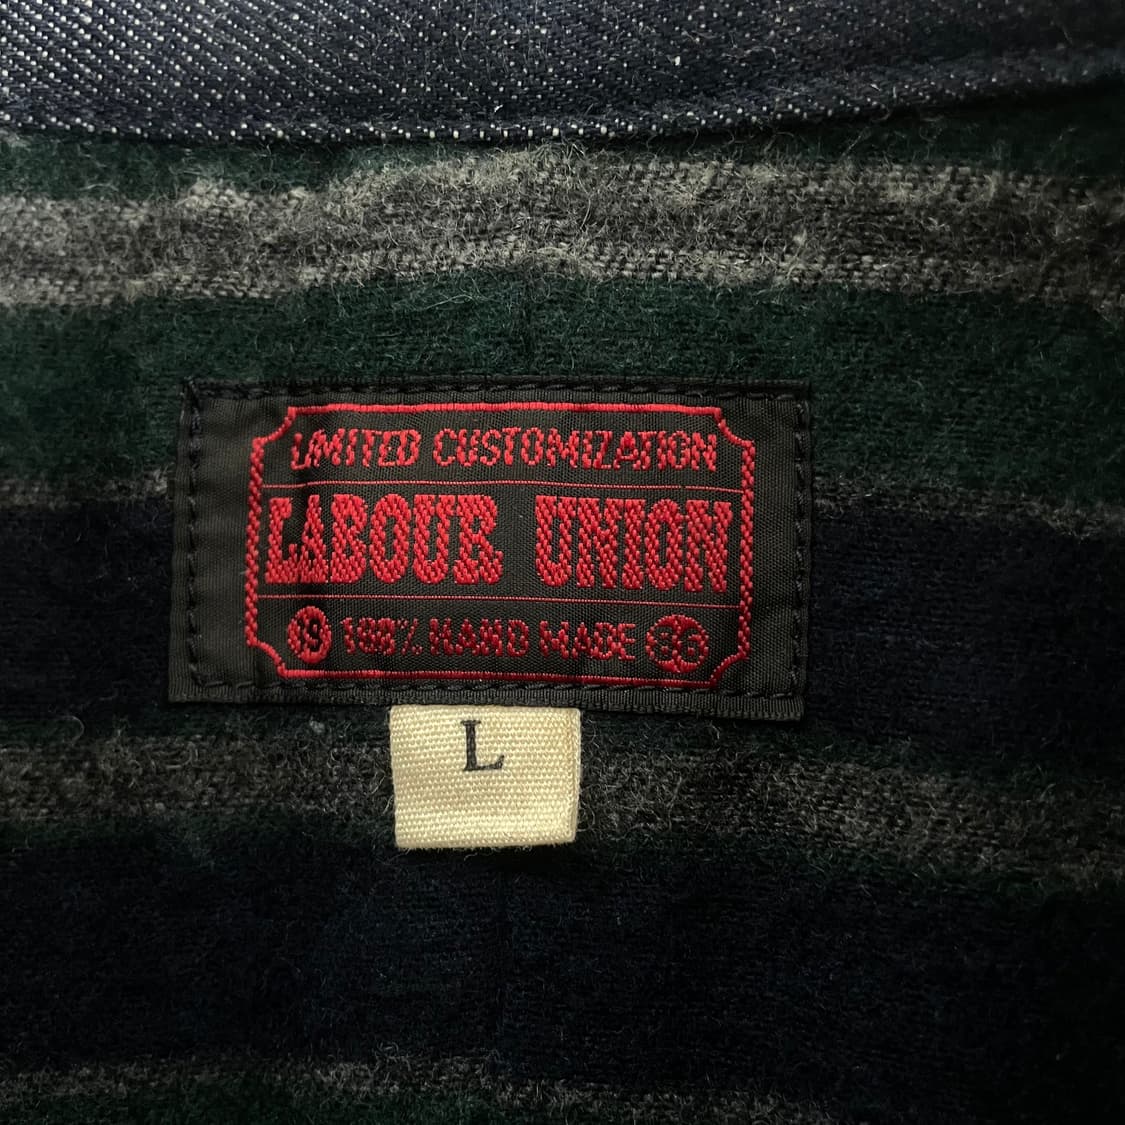 LIMITED CUSTOMIZATION
LABOUR UNION
19 100% HAND MADE 86
L